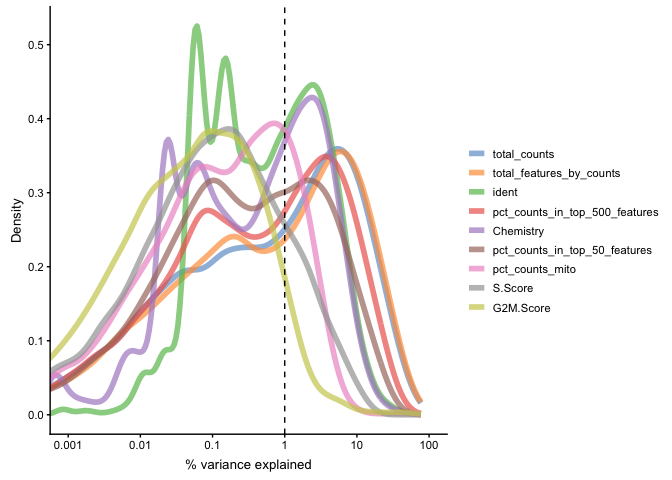 0.5
0.4
0.3
0.2
0.1
0.0
Density
0.001
0.01
0.1
1
10
100
% variance explained
total_counts
total_features_by_counts
ident
pct_counts_in_top_500_features
Chemistry
pct_counts_in_top_50_features
pct_counts_mito
S.Score
G2M.Score